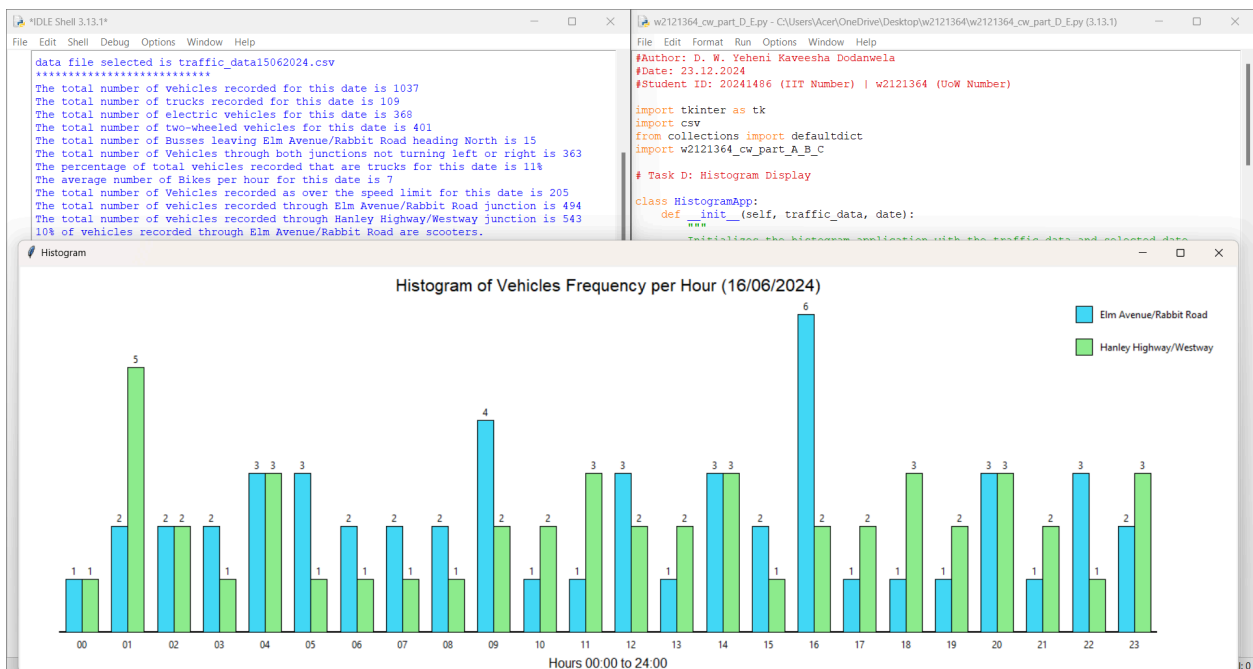 *IDLE Shell 3.13.1*
File Edit Shell Debug Options Window Help
data file selected is traffic_data15062024.csv
***************************
The total number of vehicles recorded for this date is 1037
The total number of trucks recorded for this date is 109
The total number of electric vehicles for this date is 368
The total number of two-wheeled vehicles for this date is 401
The total number of Busses leaving Elm Avenue/Rabbit Road heading North is 15
The total number of Vehicles through both junctions not turning left or right is 363
The percentage of total vehicles recorded that are trucks for this date is 11%
The average number of Bikes per hour for this date is 7
The total number of Vehicles recorded as over the speed limit for this date is 205
The total number of vehicles recorded through Elm Avenue/Rabbit Road junction is 494
The total number of vehicles recorded through Hanley Highway/Westway junction is 543
10% of vehicles recorded through Elm Avenue/Rabbit Road are scooters.
w2121364_cw_part_D_E.py - C:\Users\Acer\OneDrive\Desktop\w2121364\w2121364_cw_part_D_E.py (3.13.1)
File Edit Format Run Options Window Help
#Author: D. W. Yeheni Kaveesha Dodanwela
#Date: 23.12.2024
#Student ID: 20241486 (IIT Number) | w2121364 (UoW Number)
import tkinter as tk
import csv
from collections import defaultdict
import w2121364_cw_part_A_B_C
# Task D: Histogram Display
class HistogramApp:
def __init__(self, traffic_data, date):
"""
Initializes the histogram application with the traffic data and selected date
Histogram
Histogram of Vehicles Frequency per Hour (16/06/2024)
Elm Avenue/Rabbit Road
Hanley Highway/Westway
1 1 2 5 2 2 2 1 3 3 3 1 2 1 2 1 2 1 4 2 1 2 1 3 3 2 1 2 3 3 2 1 6 2 1 2 1 3 1 2 3 3 1 2 3 1 2 3
00 01 02 03 04 05 06 07 08 09 10 11 12 13 14 15 16 17 18 19 20 21 22 23
Hours 00:00 to 24:00